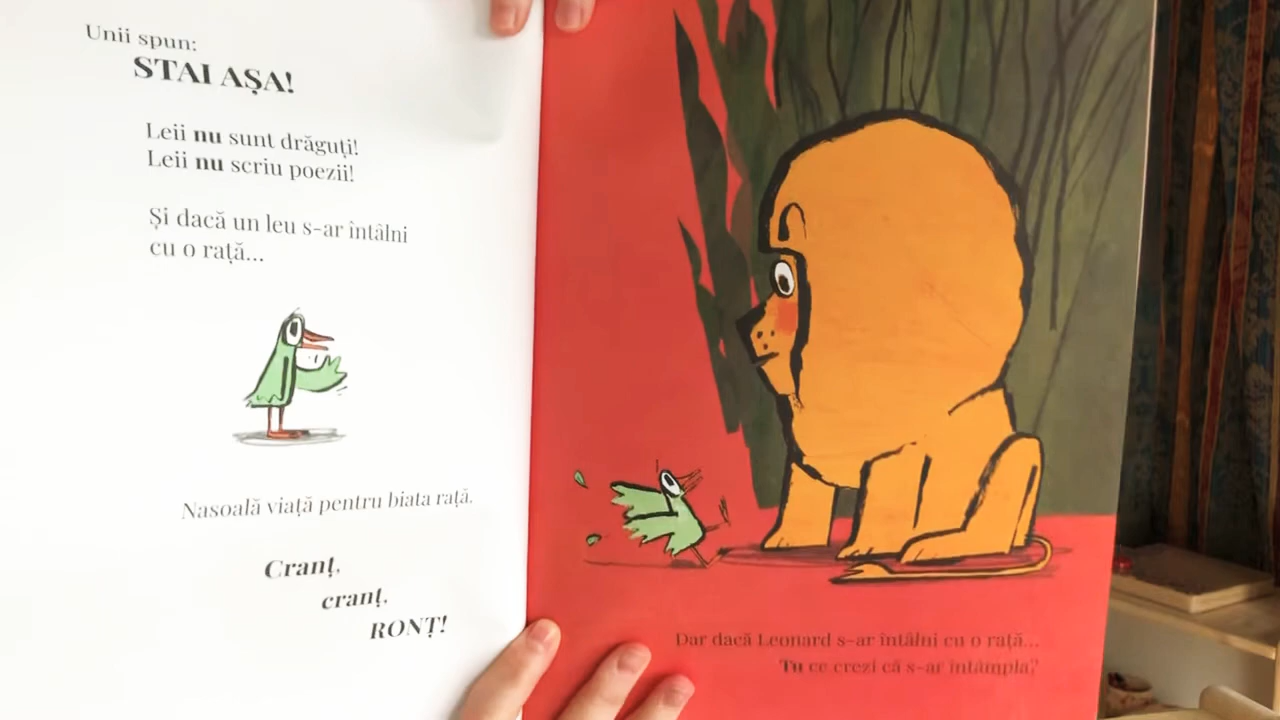 Unii spun:
STAI AȘA!
Leii nu sunt drăguți!
Leii nu scriu poezii!
Și dacă un leu s-ar întâlni
cu o rață...
Nasoală viață pentru biata rață.
Cranț,
cranț,
RONȚ!
Dar dacă Leonard s-ar întâlni cu o rață...
Tu ce crezi că s-ar întâmpla?